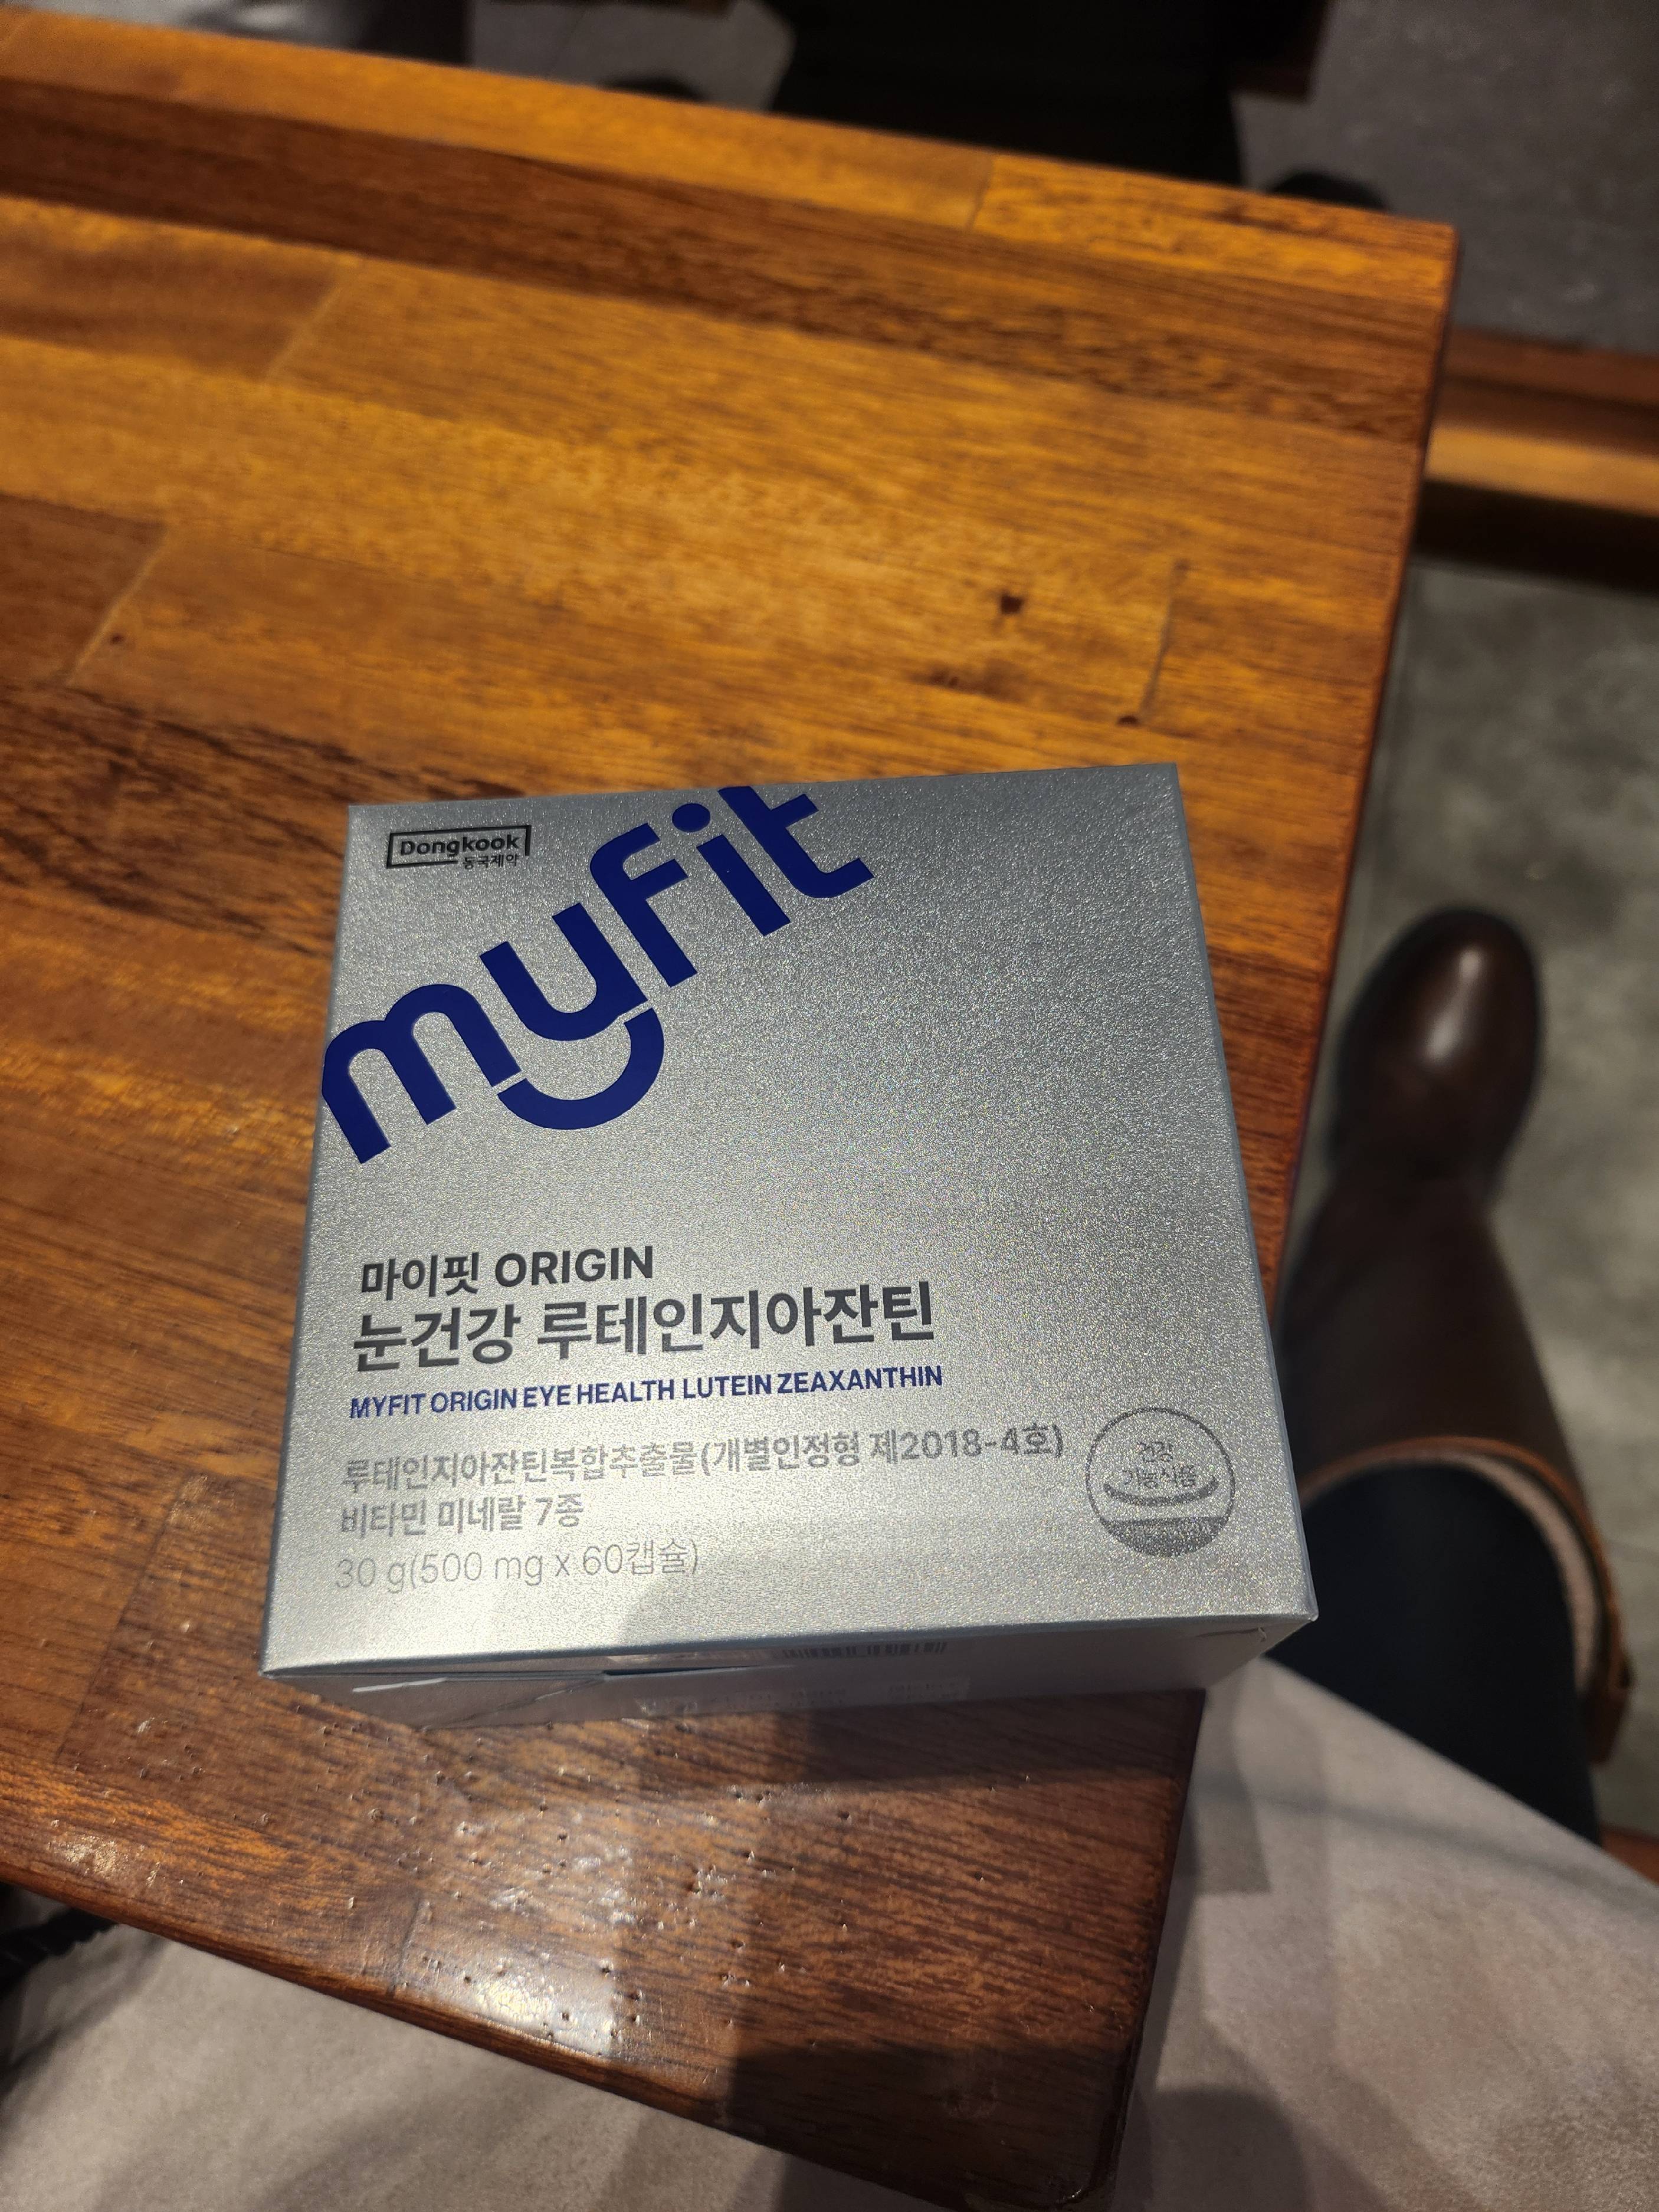 Dongkook
동국제약
myfit
마이핏 ORIGIN
눈건강 루테인지아잔틴
MYFIT ORIGIN EYE HEALTH LUTEIN ZEAXANTHIN
루테인지아잔틴복합추출물(개별인정형 제2018-4호)
비타민 미네랄 7종
30 g(500 mg x 60캡슐)
건강
기능식품